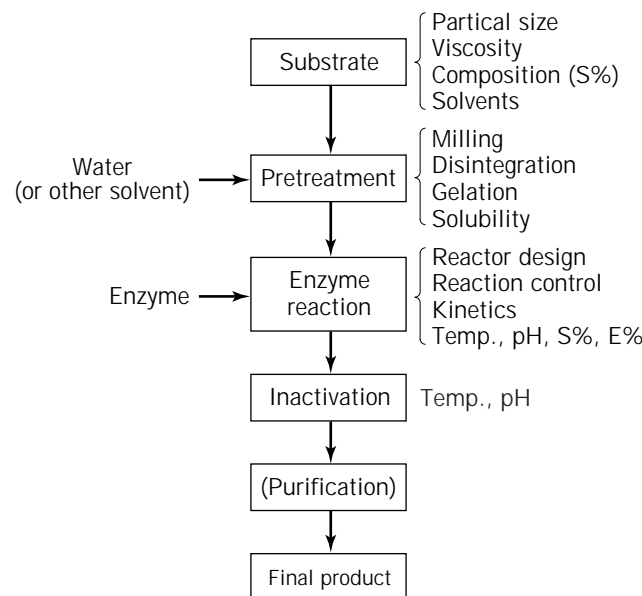 Substrate
Partical size
Viscosity
Composition (S%)
Solvents
Water
(or other solvent)
Pretreatment
Milling
Disintegration
Gelation
Solubility
Enzyme
Enzyme
reaction
Reactor design
Reaction control
Kinetics
Temp., pH, S%, E%
Inactivation
Temp., pH
(Purification)
Final product